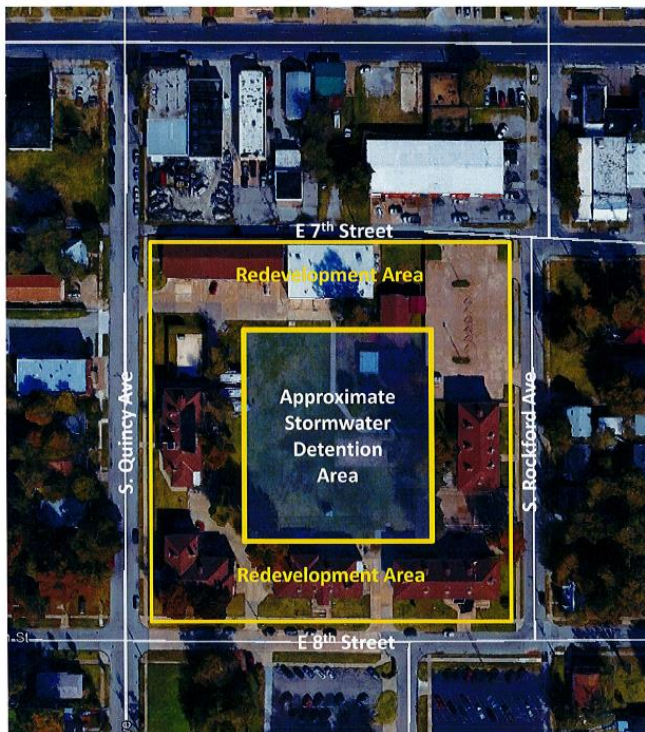 E 7th Street
Redevelopment Area
S. Quincy Ave
Approximate
Stormwater
Detention
Area
S. Rockford Ave
Redevelopment Area
E 8th Street